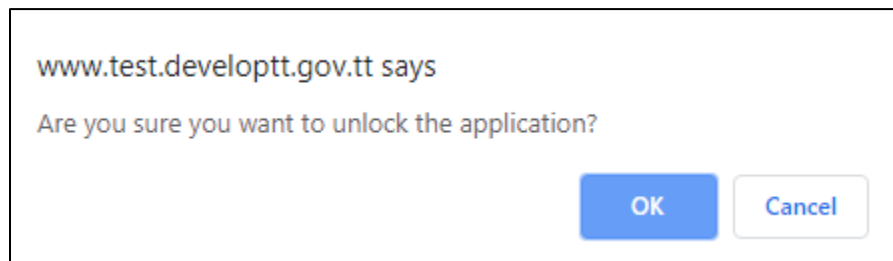 www.test.developtt.gov.tt says
Are you sure you want to unlock the application?
OK Cancel